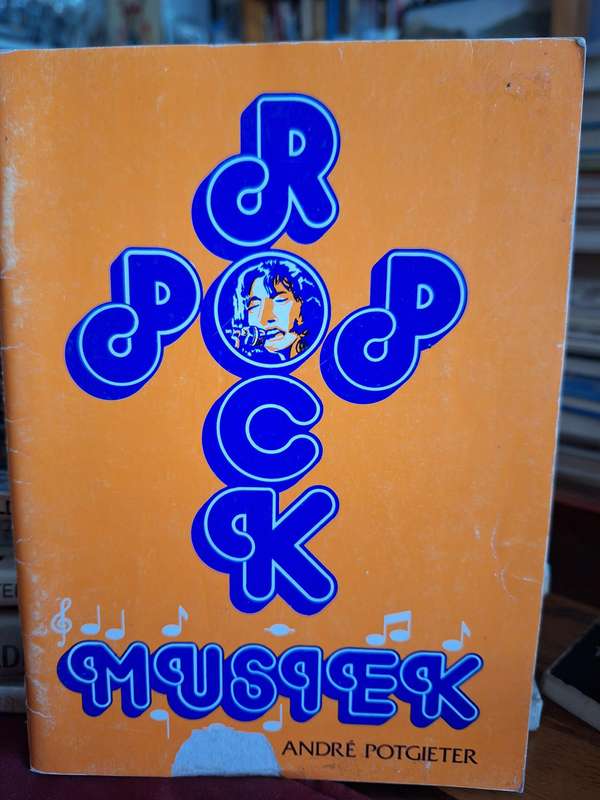 ROCK
POP
MUSIEK
ANDRÉ POTGIETER